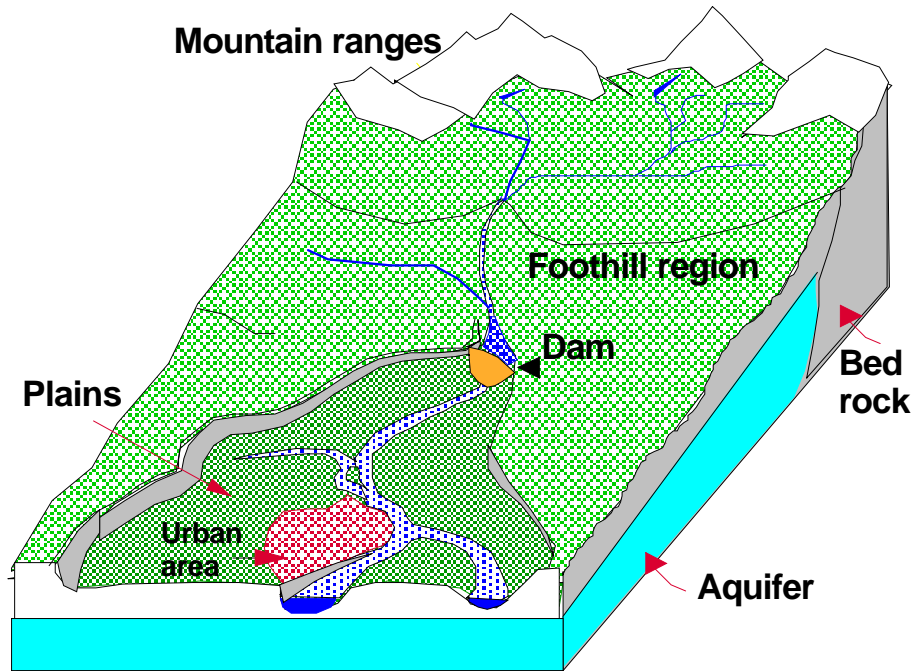 Mountain ranges
Foothill region
Dam
Bed
rock
Plains
Urban
area
Aquifer